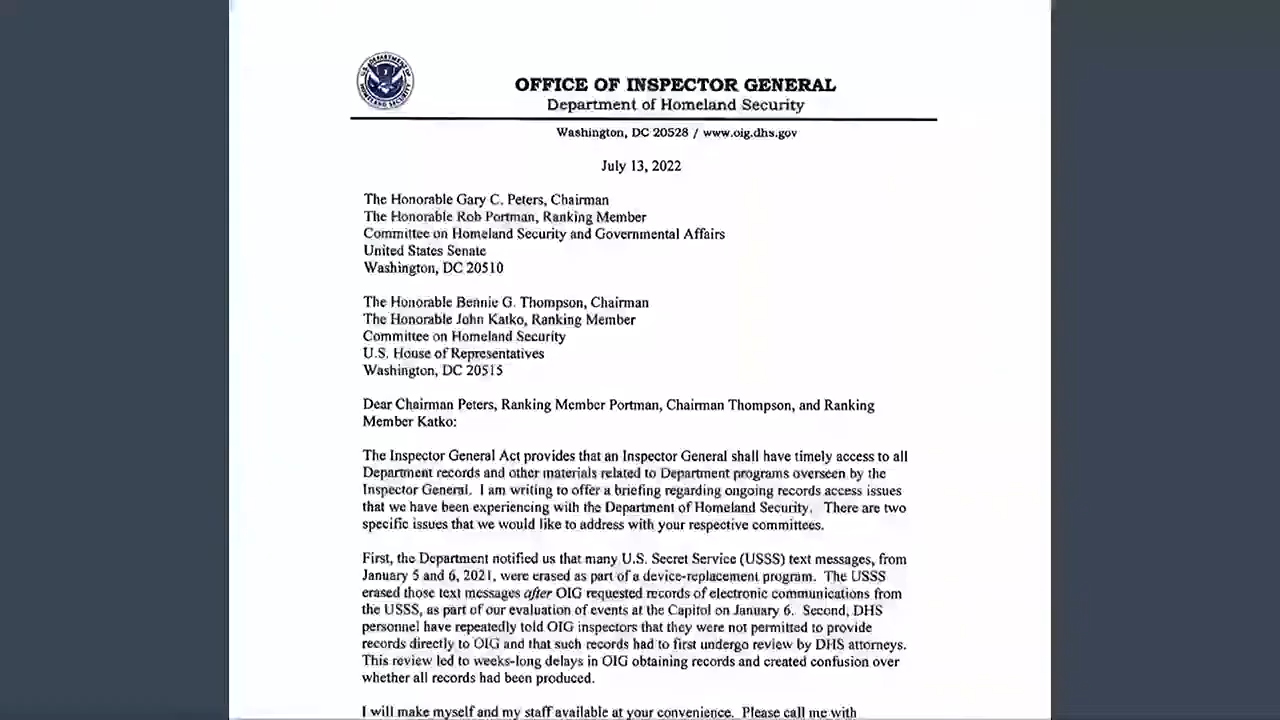 U.S. DEPARTMENT OF
HOMELAND SECURITY
OFFICE OF INSPECTOR GENERAL
Department of Homeland Security
Washington, DC 20528 / www.oig.dhs.gov
July 13, 2022
The Honorable Gary C. Peters, Chairman
The Honorable Rob Portman, Ranking Member
Committee on Homeland Security and Governmental Affairs
United States Senate
Washington, DC 20510
The Honorable Bennie G. Thompson, Chairman
The Honorable John Katko, Ranking Member
Committee on Homeland Security
U.S. House of Representatives
Washington, DC 20515
Dear Chairman Peters, Ranking Member Portman, Chairman Thompson, and Ranking
Member Katko:
The Inspector General Act provides that an Inspector General shall have timely access to all
Department records and other materials related to Department programs overseen by the
Inspector General. I am writing to offer a briefing regarding ongoing records access issues
that we have been experiencing with the Department of Homeland Security. There are two
specific issues that we would like to address with your respective committees.
First, the Department notified us that many U.S. Secret Service (USSS) text messages, from
January 5 and 6, 2021, were erased as part of a device-replacement program. The USSS
erased those text messages after OIG requested records of electronic communications from
the USSS, as part of our evaluation of events at the Capitol on January 6. Second, DHS
personnel have repeatedly told OIG inspectors that they were not permitted to provide
records directly to OIG and that such records had to first undergo review by DHS attorneys.
This review led to weeks-long delays in OIG obtaining records and created confusion over
whether all records had been produced.
I will make myself and my staff available at your convenience. Please call me with